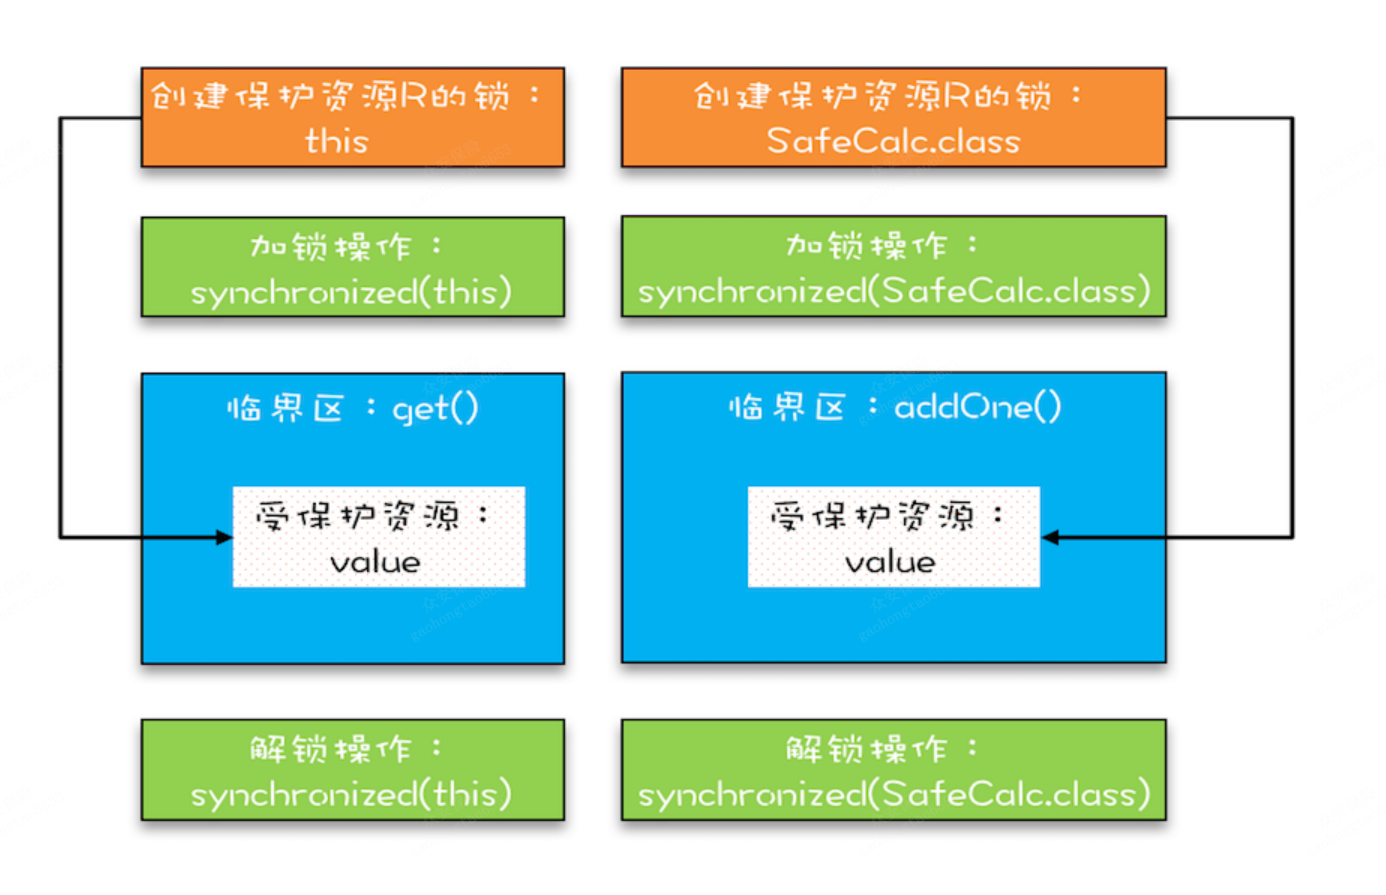 创建保护资源R的锁：
this
创建保护资源R的锁：
SafeCalc.class
加锁操作：
synchronized(this)
加锁操作：
synchronized(SafeCalc.class)
临界区：get()
临界区：addOne()
受保护资源：
value
受保护资源：
value
解锁操作：
synchronized(this)
解锁操作：
synchronized(SafeCalc.class)